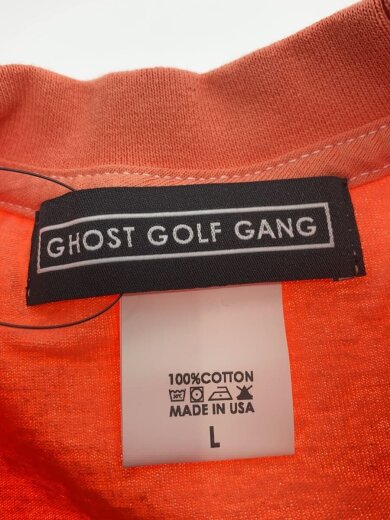 GHOST GOLF GANG
100%COTTON
MADE IN USA
L